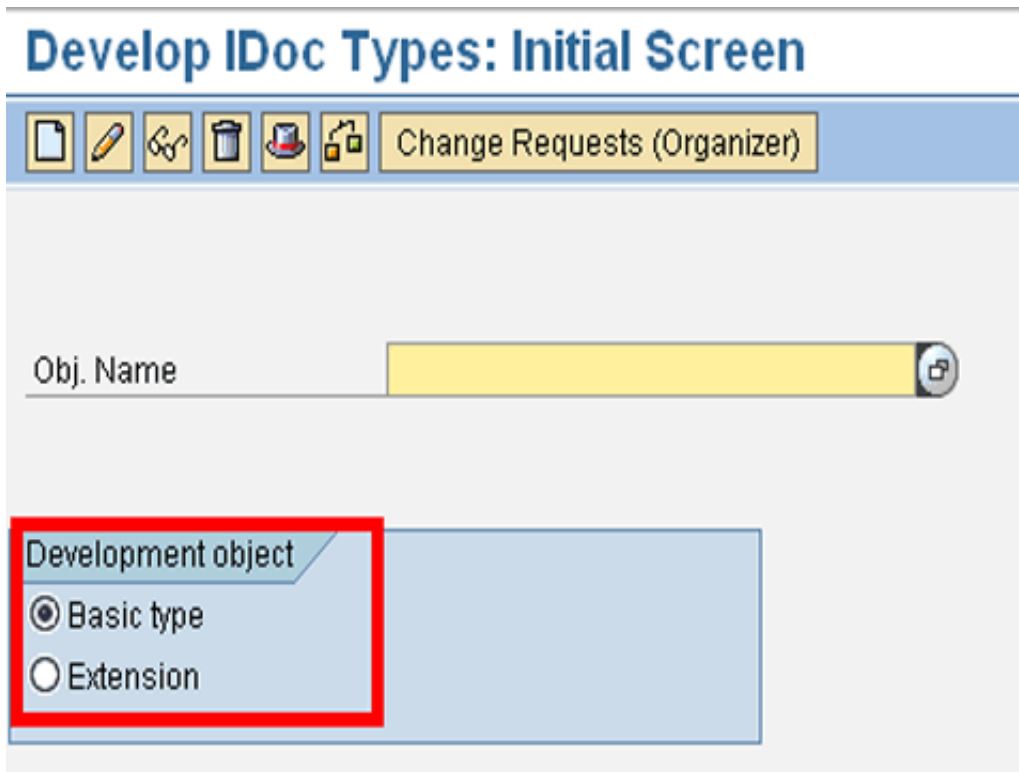 Develop IDoc Types: Initial Screen
Change Requests (Organizer)
Obj. Name
Development object
Basic type
Extension